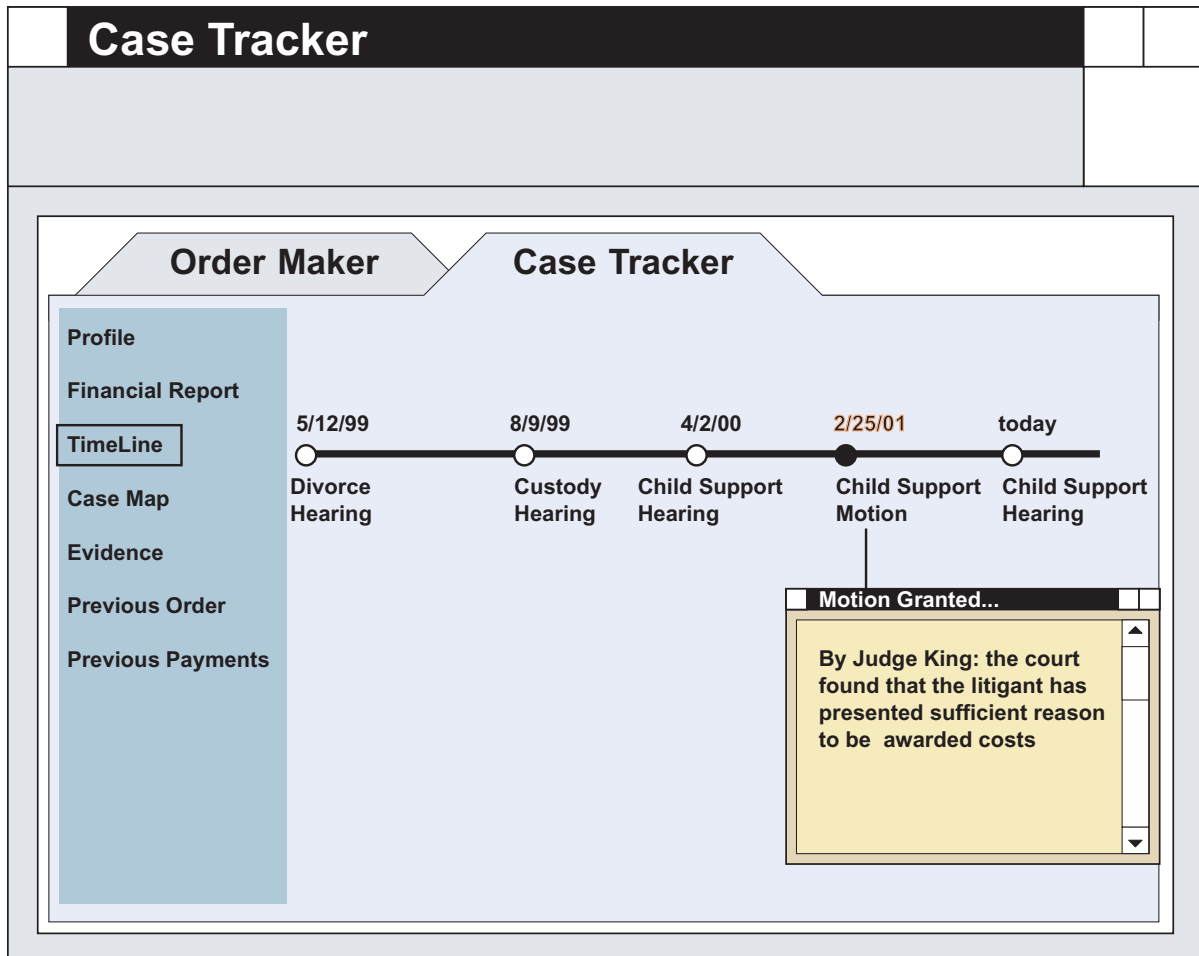 Case Tracker
Order Maker
Case Tracker
Profile
Financial Report
TimeLine
Case Map
Evidence
Previous Order
Previous Payments
5/12/99
Divorce
Hearing
8/9/99
Custody
Hearing
4/2/00
Child Support
Hearing
2/25/01
Child Support
Motion
today
Child Support
Hearing
Motion Granted...
By Judge King: the court
found that the litigant has
presented sufficient reason
to be awarded costs